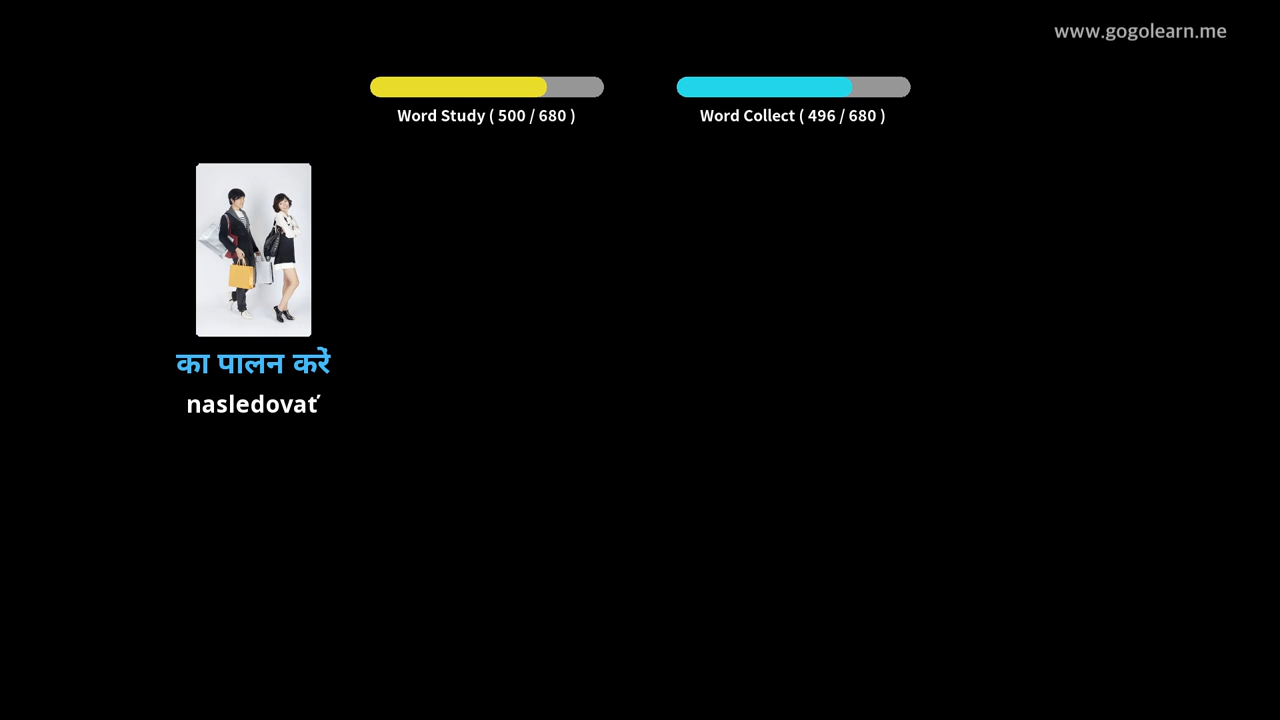 www.gogolearn.me
Word Study ( 500 / 680 )
Word Collect ( 496 / 680 )
का पालन करें
nasledovať